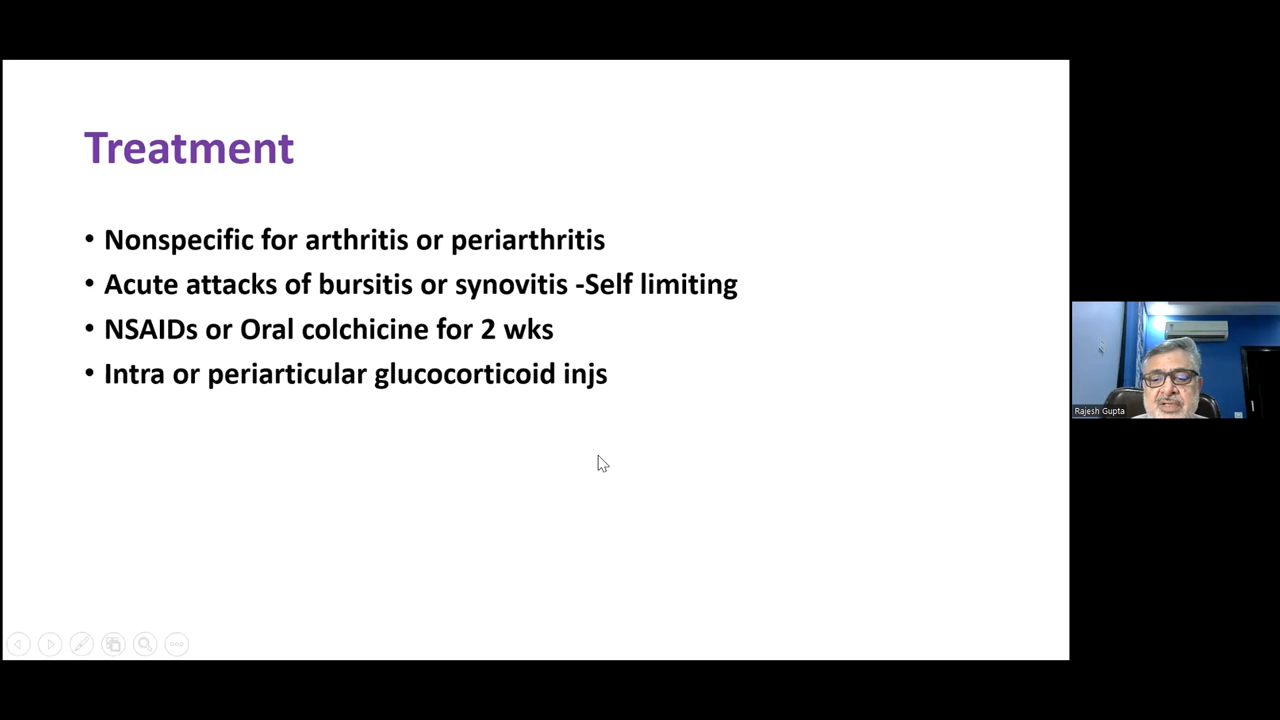 Treatment
• Nonspecific for arthritis or periarthritis
• Acute attacks of bursitis or synovitis -Self limiting
• NSAIDs or Oral colchicine for 2 wks
• Intra or periarticular glucocorticoid injs
Rajesh Gupta